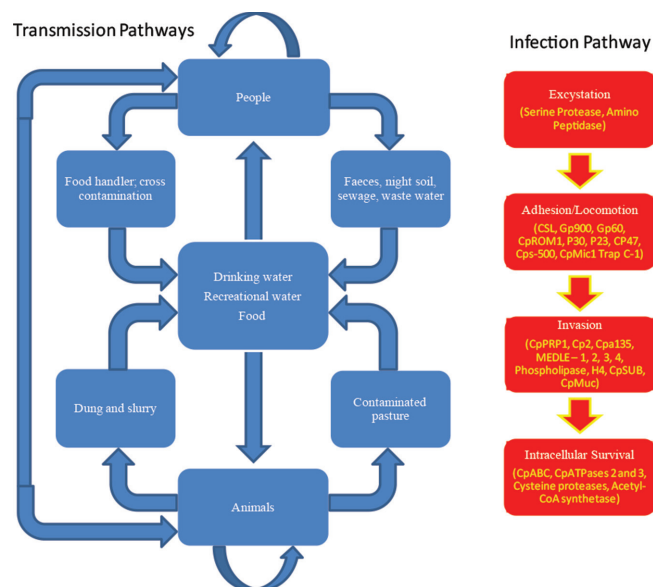 Transmission Pathways
People
Food handler; cross
contamination
Faeces, night soil,
sewage, waste water
Drinking water
Recreational water
Food
Dung and slurry
Contaminated
pasture
Animals
Infection Pathway
Excystation
(Serine Protease, Amino
Peptidase)
Adhesion/Locomotion
(CSL, Gp900, Gp60,
CpROM1, P30, P23, CP47,
Cps-500, CpMic1 Trap C-1)
Invasion
(CpPRP1, Cp2, Cpa135,
MEDLE – 1, 2, 3, 4,
Phospholipase, H4, CpSUB,
CpMuc)
Intracellular Survival
(CpABC, CpATPases 2 and 3,
Cysteine proteases, Acetyl-
CoA synthetase)